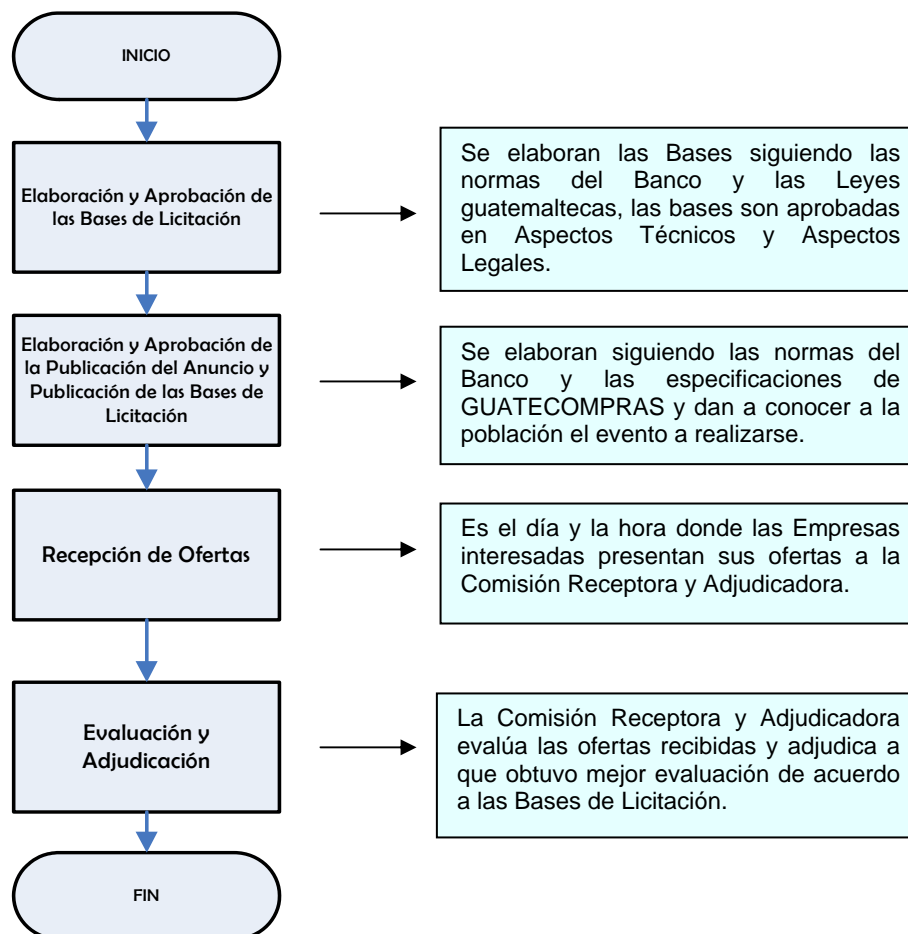 INICIO
Elaboración y Aprobación de
las Bases de Licitación
Se elaboran las Bases siguiendo las
normas del Banco y las Leyes
guatemaltecas, las bases son aprobadas
en Aspectos Técnicos y Aspectos
Legales.
Elaboración y Aprobación de
la Publicación del Anuncio y
Publicación de las Bases de
Licitación
Se elaboran siguiendo las normas del
Banco y las especificaciones de
GUATECOMPRAS y dan a conocer a la
población el evento a realizarse.
Recepción de Ofertas
Es el día y la hora donde las Empresas
interesadas presentan sus ofertas a la
Comisión Receptora y Adjudicadora.
Evaluación y
Adjudicación
La Comisión Receptora y Adjudicadora
evalúa las ofertas recibidas y adjudica a
que obtuvo mejor evaluación de acuerdo
a las Bases de Licitación.
FIN